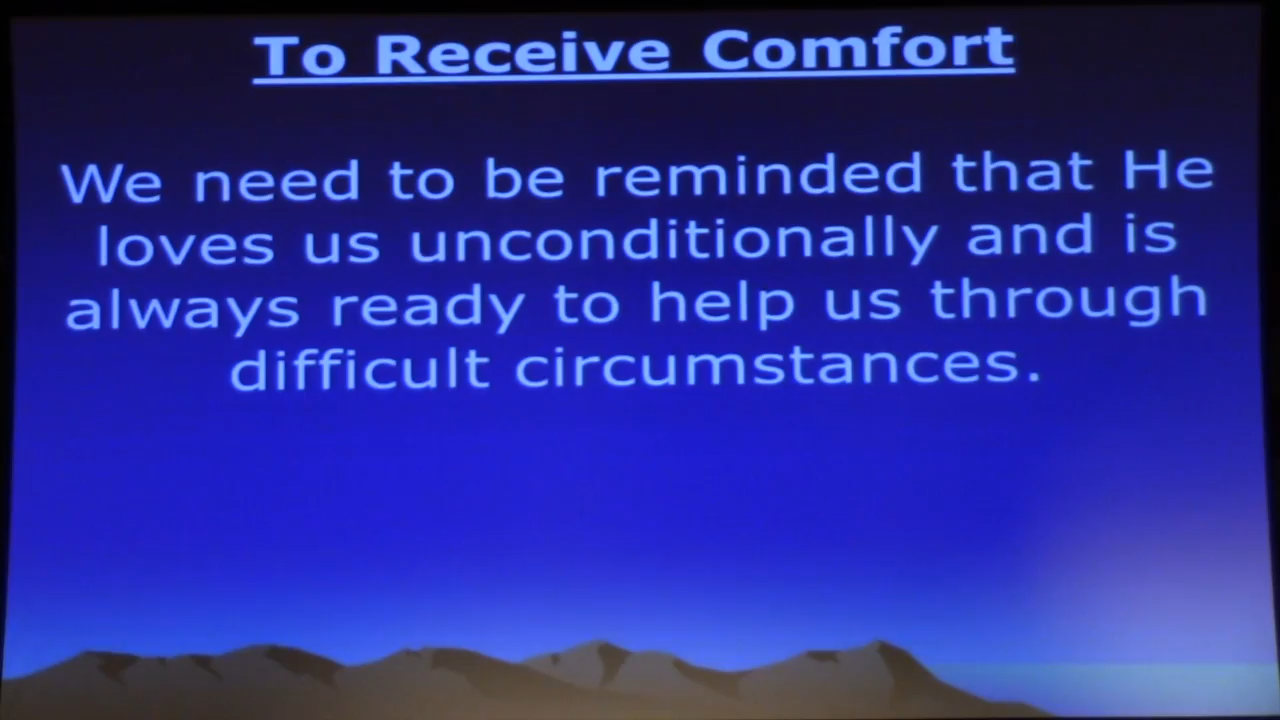 To Receive Comfort
We need to be reminded that He
loves us unconditionally and is
always ready to help us through
difficult circumstances.